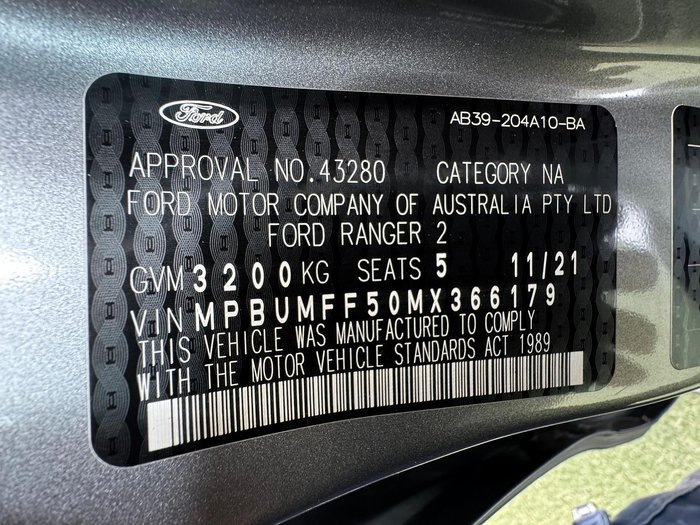 Ford
AB39-204A10-BA
APPROVAL NO.43280 CATEGORY NA
FORD MOTOR COMPANY OF AUSTRALIA PTY LTD
FORD RANGER 2
GVM 3200KG SEATS 5 11/21
VIN MPBUMFF50MX366179
THIS VEHICLE WAS MANUFACTURED TO COMPLY
WITH THE MOTOR VEHICLE STANDARDS ACT 1989